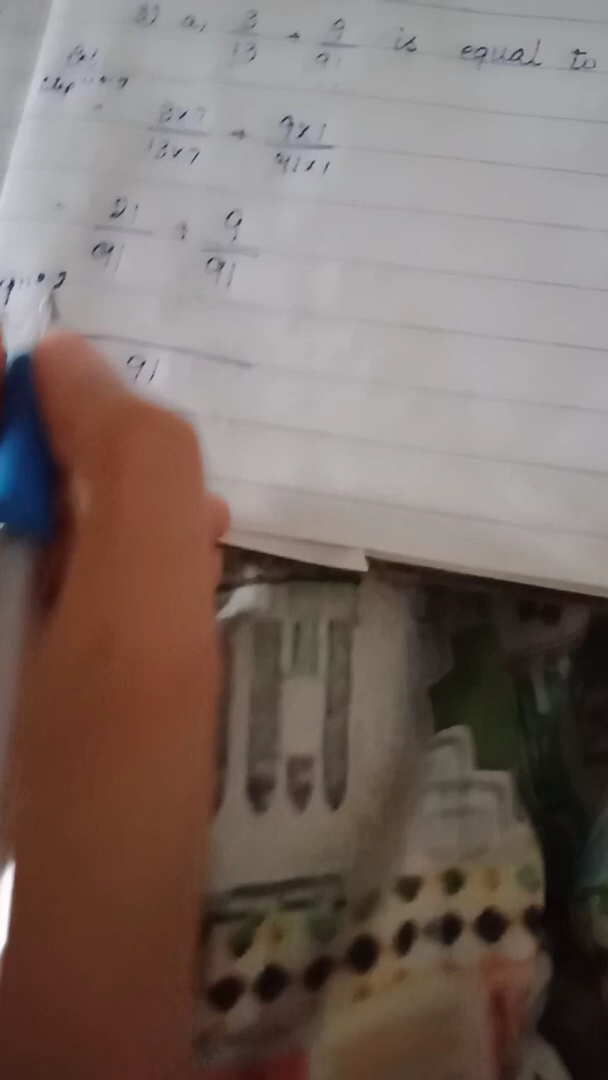 a, 3/13 + 9/91 is equal to
3×7/13×7 + 9×1/91×1
21/91 + 9/91
91